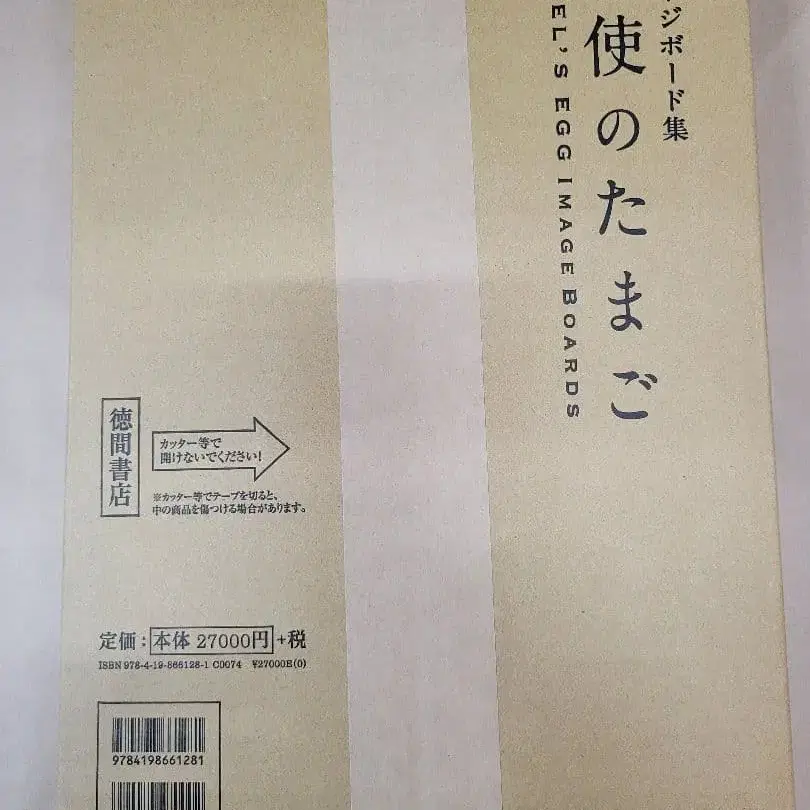 ジボード集
使のたまご
EL'S EGG IMAGE BOARDS
徳間書店
カッター等で
開けないでください!
※カッター等でテープを切ると、
中の商品を傷つける場合があります。
定価:本体 27000円+税
ISBN 978-4-19-866128-1 C0074 ¥27000E(0)
9784198661281